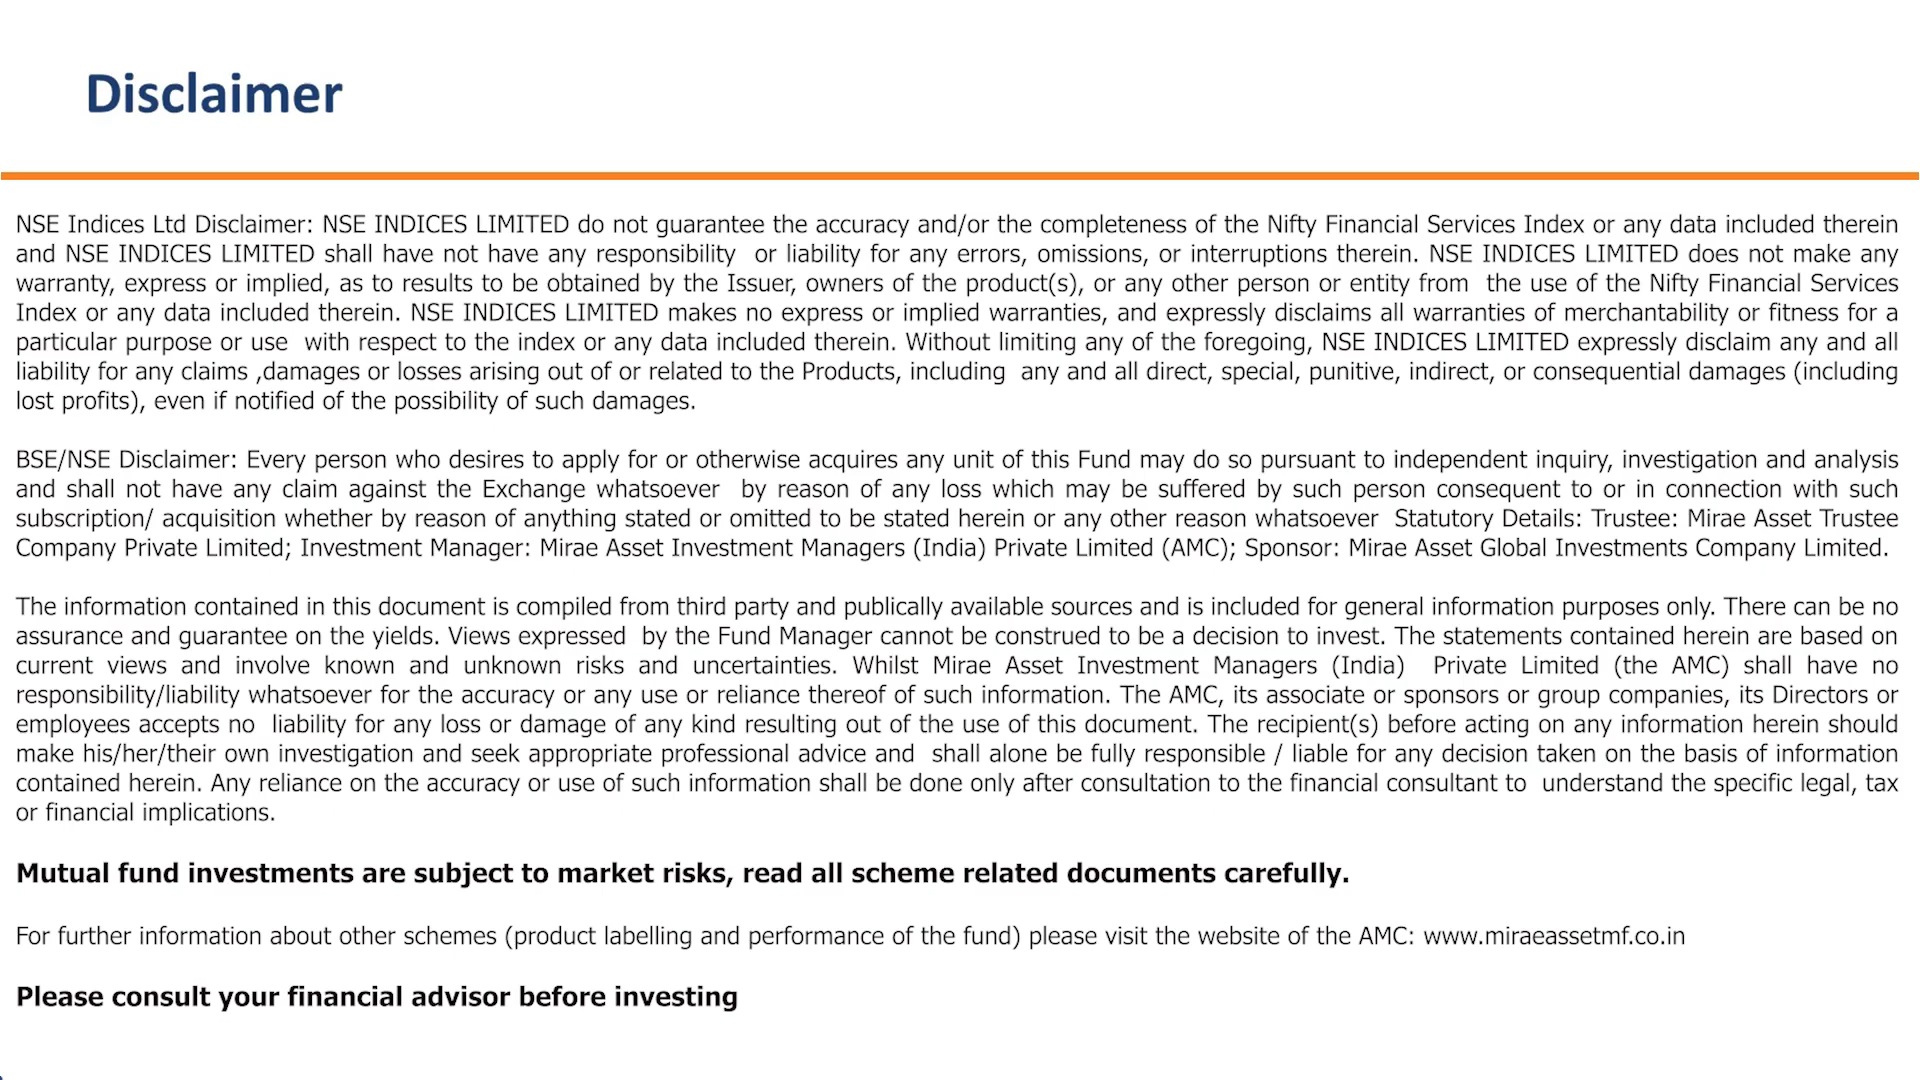 Disclaimer
NSE Indices Ltd Disclaimer: NSE INDICES LIMITED do not guarantee the accuracy and/or the completeness of the Nifty Financial Services Index or any data included therein
and NSE INDICES LIMITED shall have not have any responsibility or liability for any errors, omissions, or interruptions therein. NSE INDICES LIMITED does not make any
warranty, express or implied, as to results to be obtained by the Issuer, owners of the product(s), or any other person or entity from the use of the Nifty Financial Services
Index or any data included therein. NSE INDICES LIMITED makes no express or implied warranties, and expressly disclaims all warranties of merchantability or fitness for a
particular purpose or use with respect to the index or any data included therein. Without limiting any of the foregoing, NSE INDICES LIMITED expressly disclaim any and all
liability for any claims ,damages or losses arising out of or related to the Products, including any and all direct, special, punitive, indirect, or consequential damages (including
lost profits), even if notified of the possibility of such damages.
BSE/NSE Disclaimer: Every person who desires to apply for or otherwise acquires any unit of this Fund may do so pursuant to independent inquiry, investigation and analysis
and shall not have any claim against the Exchange whatsoever by reason of any loss which may be suffered by such person consequent to or in connection with such
subscription/ acquisition whether by reason of anything stated or omitted to be stated herein or any other reason whatsoever Statutory Details: Trustee: Mirae Asset Trustee
Company Private Limited; Investment Manager: Mirae Asset Investment Managers (India) Private Limited (AMC); Sponsor: Mirae Asset Global Investments Company Limited.
The information contained in this document is compiled from third party and publically available sources and is included for general information purposes only. There can be no
assurance and guarantee on the yields. Views expressed by the Fund Manager cannot be construed to be a decision to invest. The statements contained herein are based on
current views and involve known and unknown risks and uncertainties. Whilst Mirae Asset Investment Managers (India) Private Limited (the AMC) shall have no
responsibility/liability whatsoever for the accuracy or any use or reliance thereof of such information. The AMC, its associate or sponsors or group companies, its Directors or
employees accepts no liability for any loss or damage of any kind resulting out of the use of this document. The recipient(s) before acting on any information herein should
make his/her/their own investigation and seek appropriate professional advice and shall alone be fully responsible / liable for any decision taken on the basis of information
contained herein. Any reliance on the accuracy or use of such information shall be done only after consultation to the financial consultant to understand the specific legal, tax
or financial implications.
Mutual fund investments are subject to market risks, read all scheme related documents carefully.
For further information about other schemes (product labelling and performance of the fund) please visit the website of the AMC: www.miraeassetmf.co.in
Please consult your financial advisor before investing